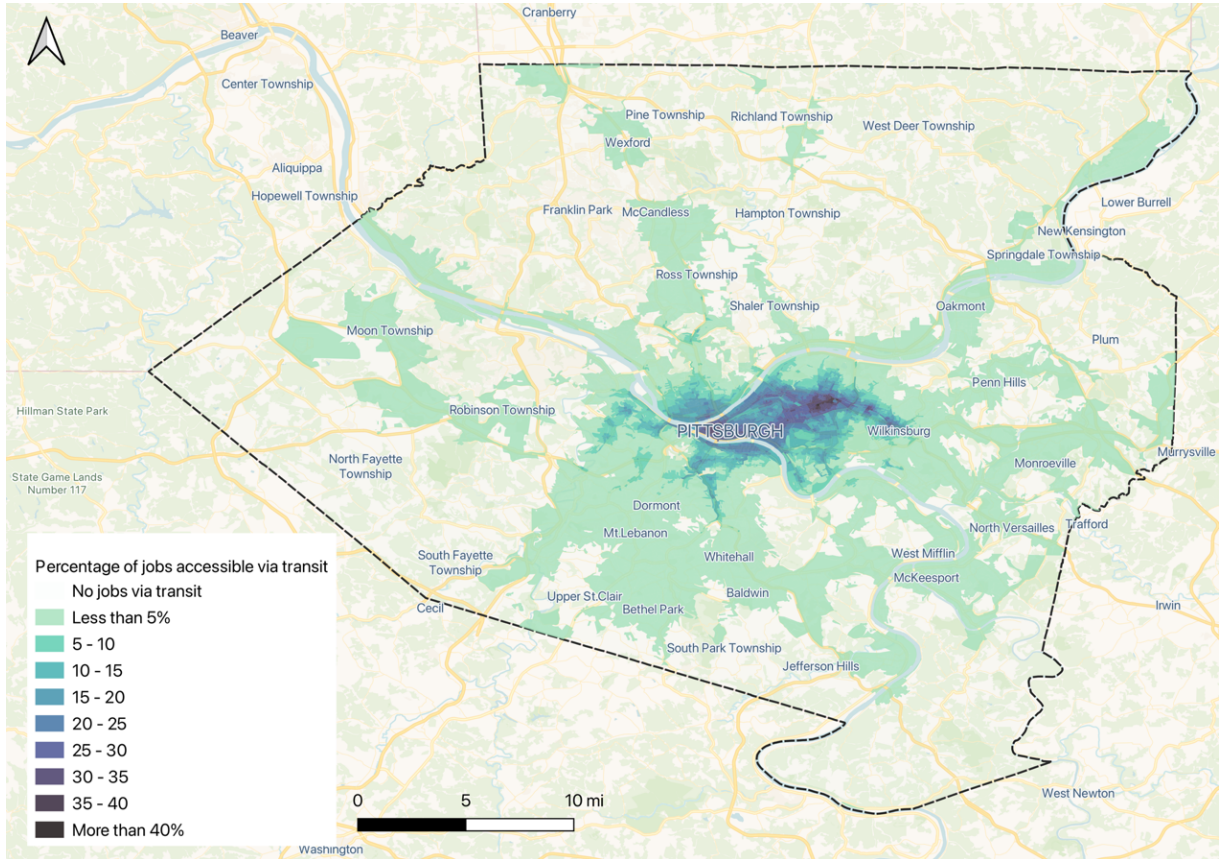 Cranberry
Beaver
Center Township
Pine Township
Richland Township
West Deer Township
Wexford
Aliquippa
Hopewell Township
Lower Burrell
Franklin Park
McCandless
Hampton Township
New Kensington
Springdale Township
Ross Township
Shaler Township
Oakmont
Moon Township
Plum
Penn Hills
Hillman State Park
Robinson Township
PITTSBURGH
Wilkinsburg
North Fayette
Township
Monroeville
Murrysville
State Game Lands
Number 117
Dormont
Mt.Lebanon
North Versailles
Trafford
South Fayette
Township
Whitehall
West Mifflin
McKeesport
Cecil
Upper St.Clair
Bethel Park
Baldwin
Irwin
South Park Township
Jefferson Hills
West Newton
Washington
Percentage of jobs accessible via transit
No jobs via transit
Less than 5%
5 - 10
10 - 15
15 - 20
20 - 25
25 - 30
30 - 35
35 - 40
More than 40%
0 5 10 mi